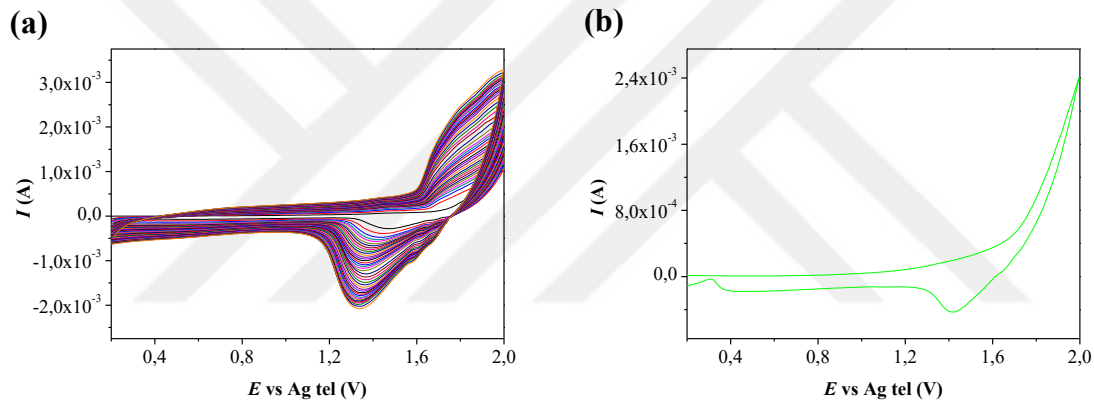 (a)
3,0x10⁻³
2,0x10⁻³
1,0x10⁻³
0,0
-1,0x10⁻³
-2,0x10⁻³
I (A)
0,4 0,8 1,2 1,6 2,0
E vs Ag tel (V)
(b)
2,4x10⁻³
1,6x10⁻³
8,0x10⁻⁴
0,0
I (A)
0,4 0,8 1,2 1,6 2,0
E vs Ag tel (V)